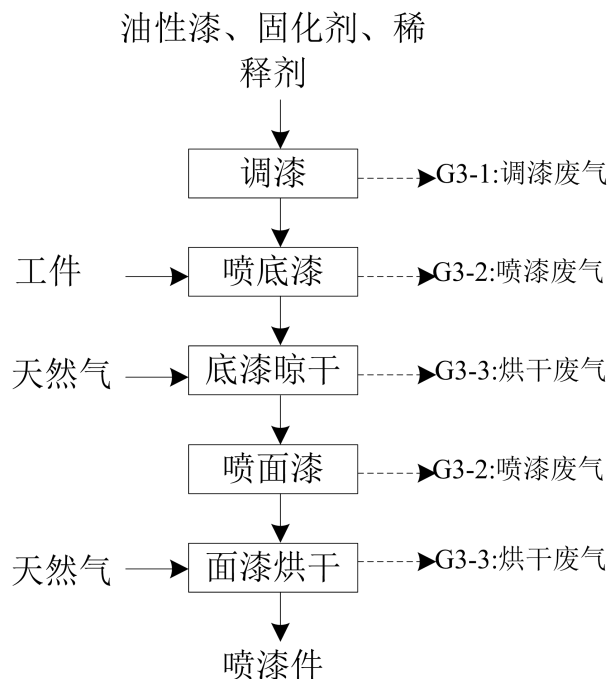 油性漆、固化剂、稀
释剂
调漆
G3-1:调漆废气
工件
喷底漆
G3-2:喷漆废气
天然气
底漆晾干
G3-3:烘干废气
喷面漆
G3-2:喷漆废气
天然气
面漆烘干
G3-3:烘干废气
喷漆件